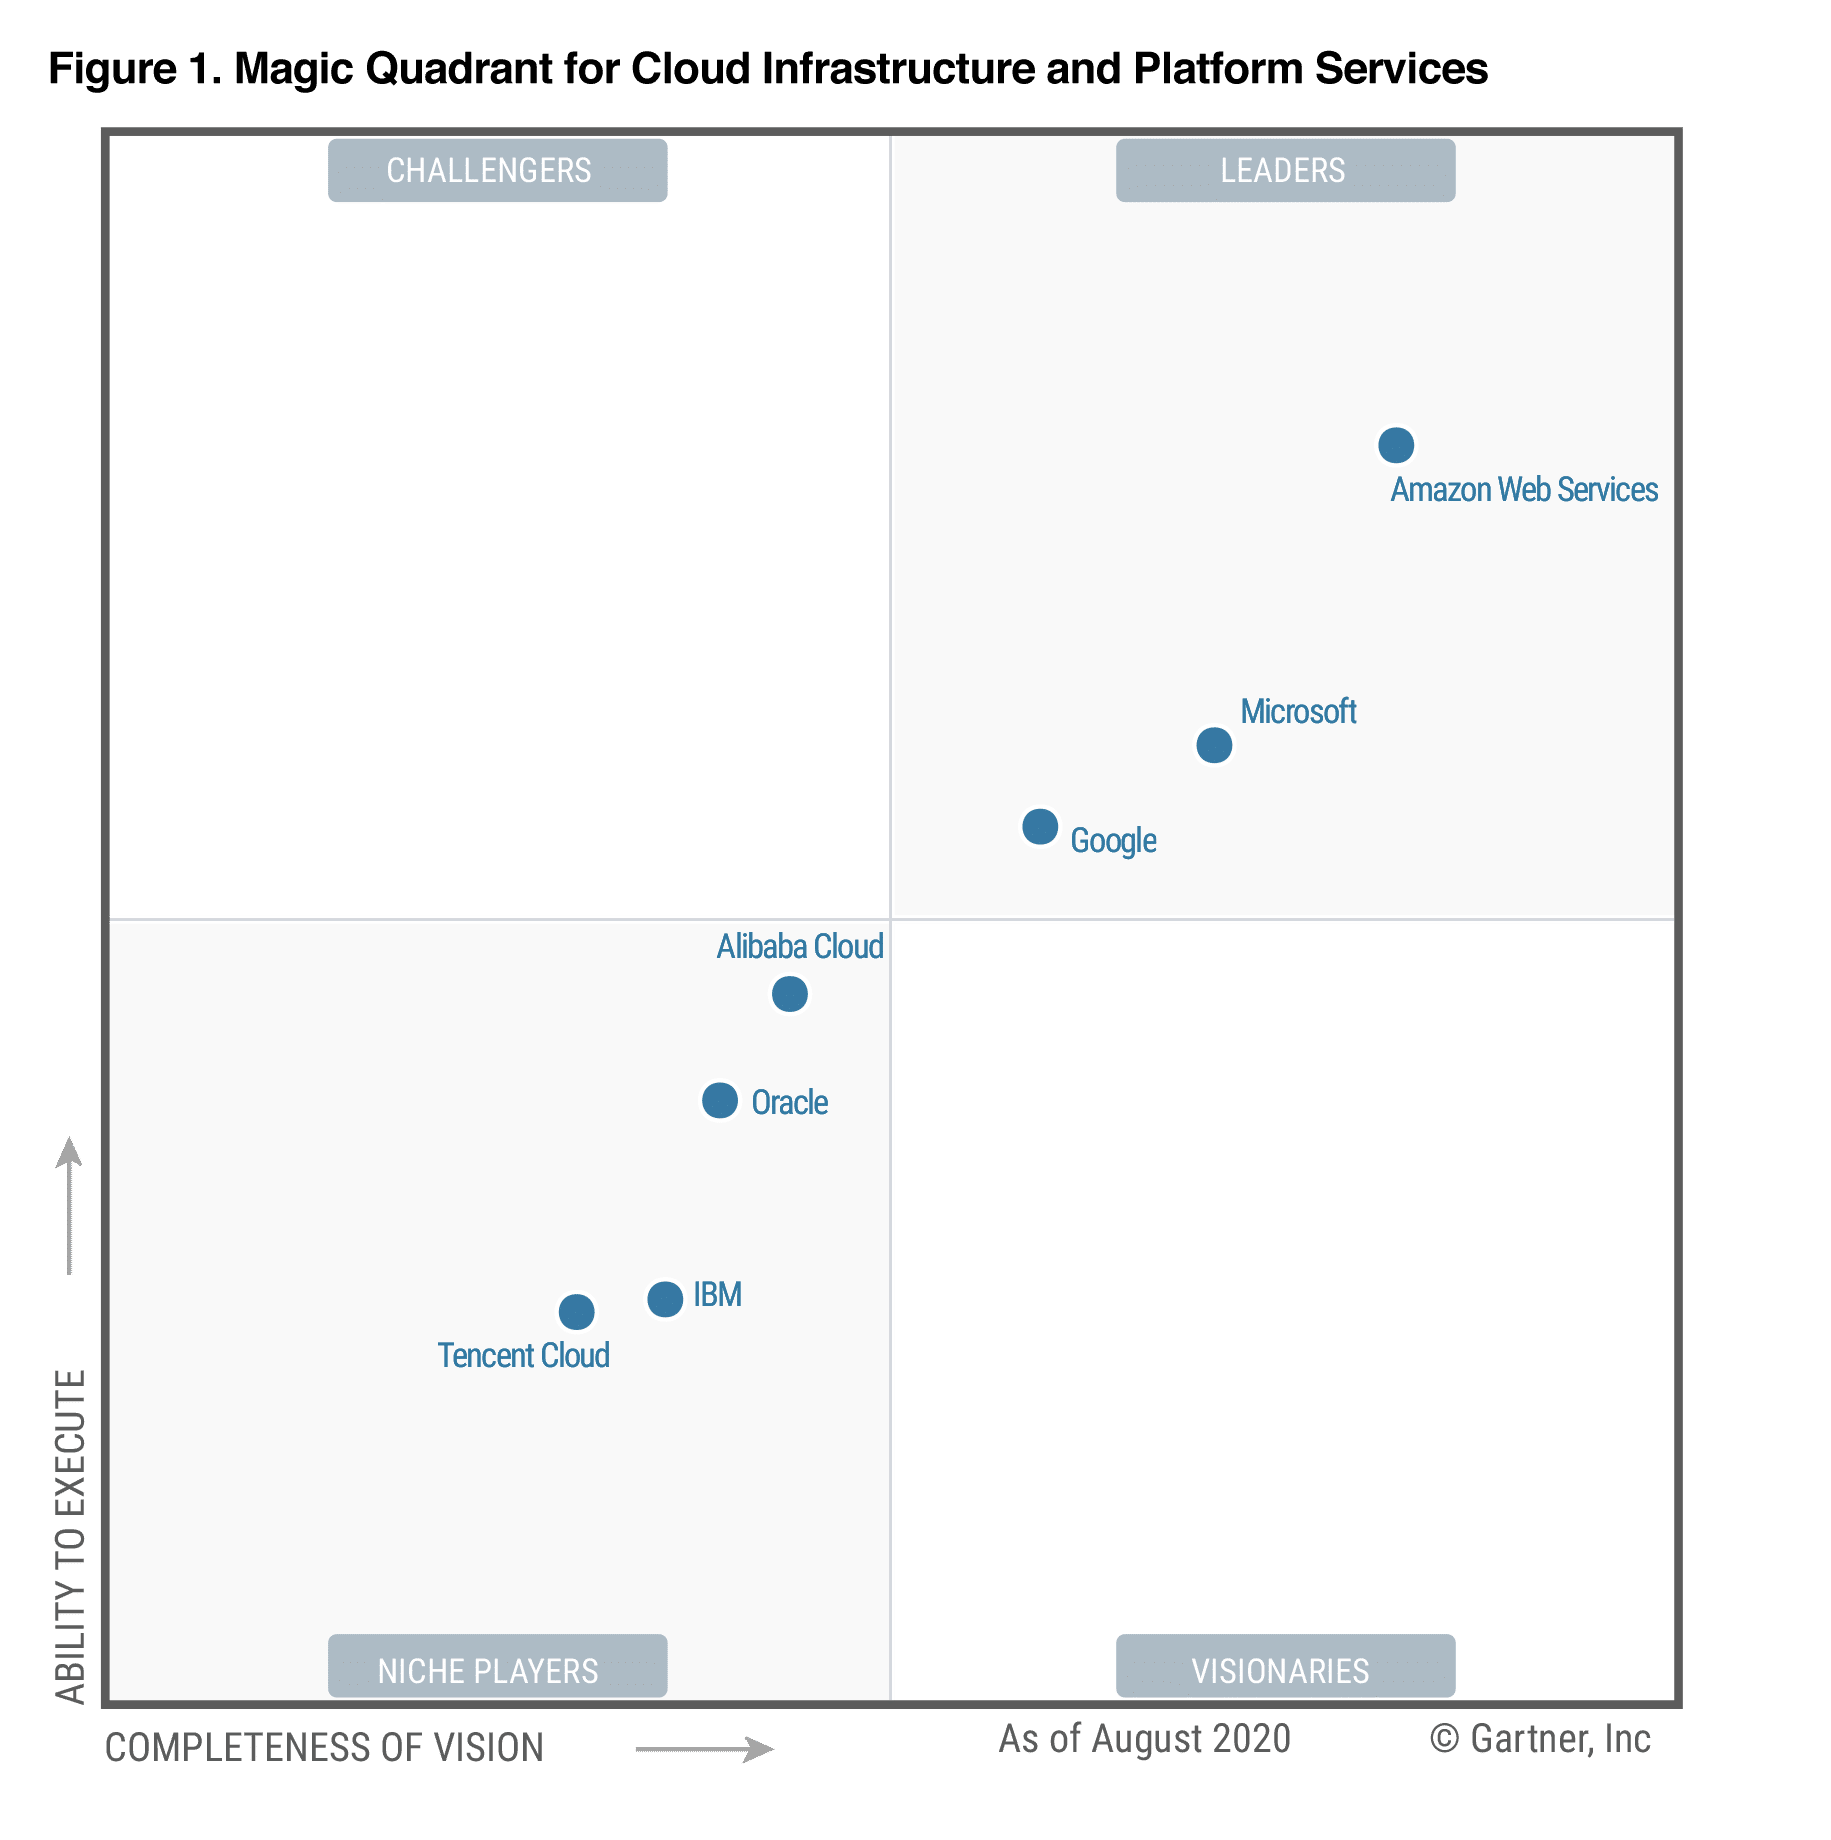 Figure 1. Magic Quadrant for Cloud Infrastructure and Platform Services
CHALLENGERS
LEADERS
Amazon Web Services
Microsoft
Google
Alibaba Cloud
Oracle
IBM
Tencent Cloud
NICHE PLAYERS
VISIONARIES
ABILITY TO EXECUTE
COMPLETENESS OF VISION
As of August 2020
© Gartner, Inc